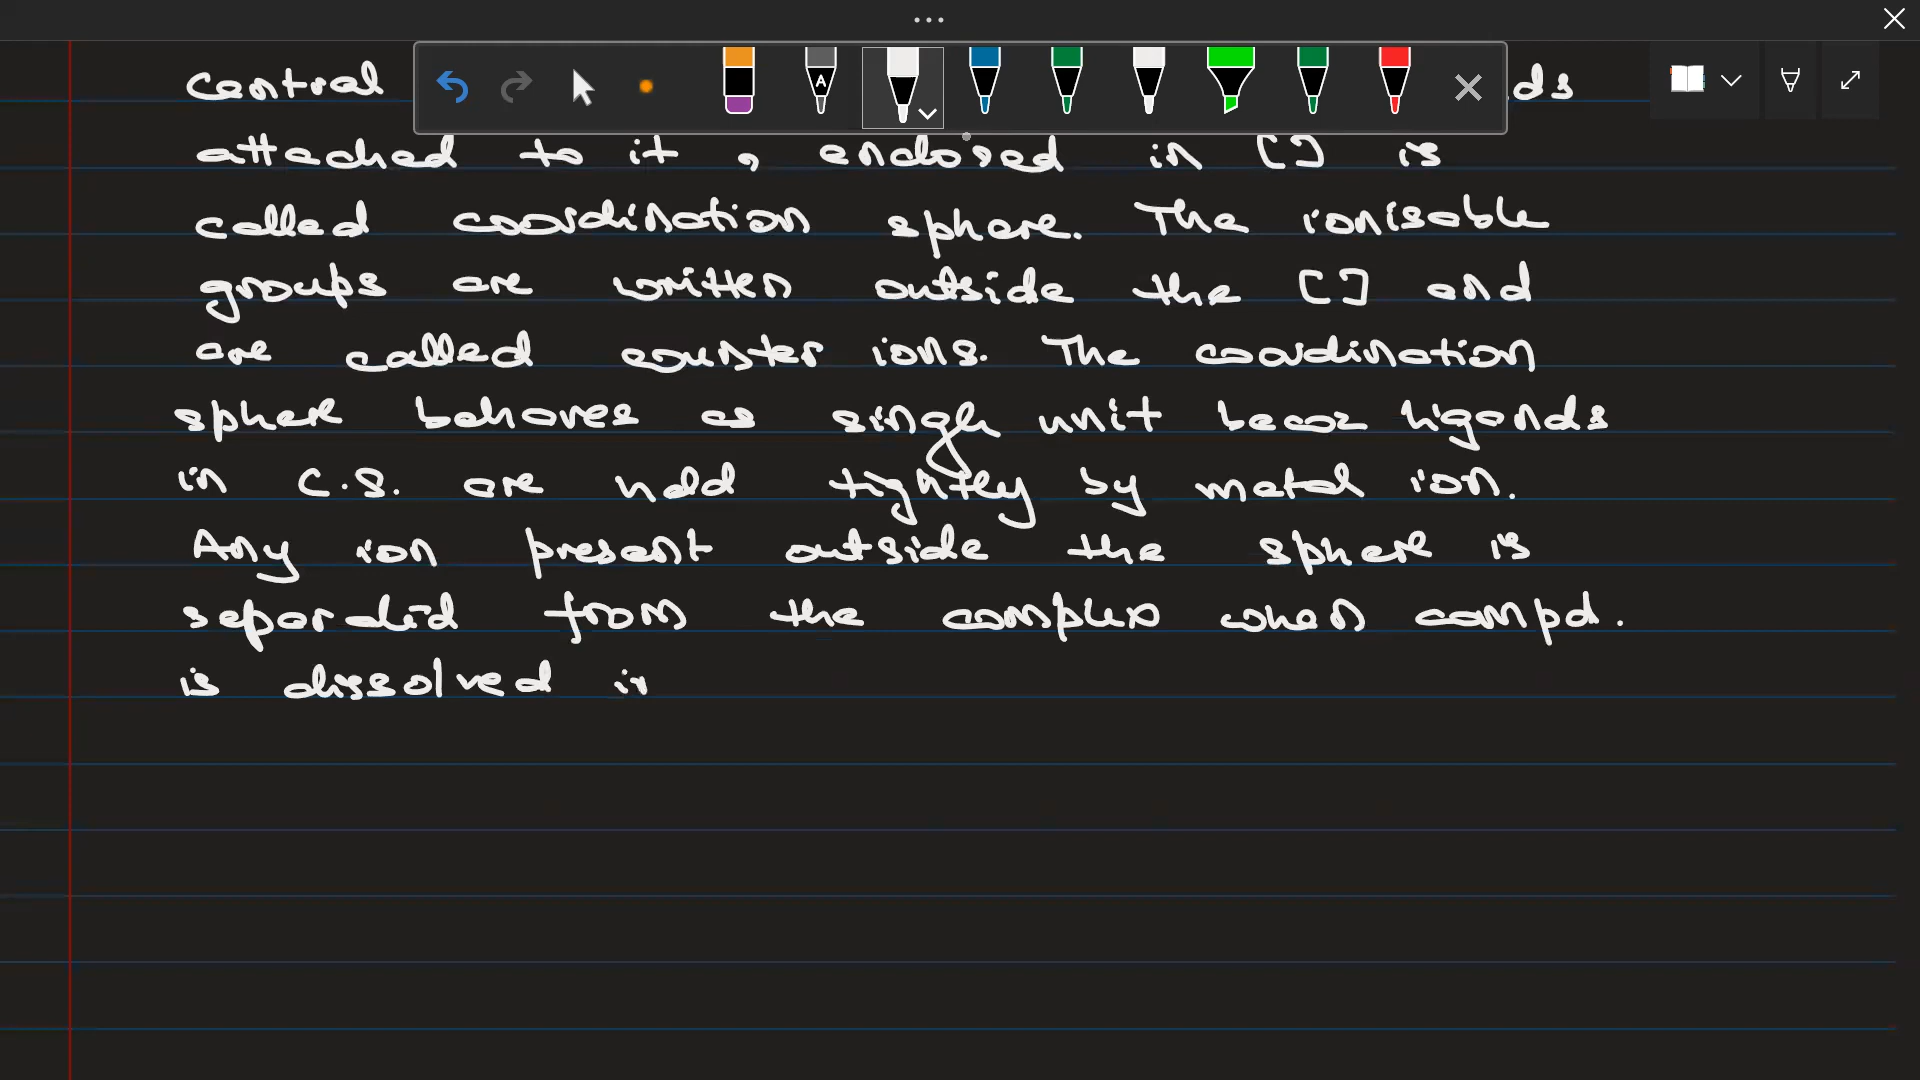 Central ds
attached to it , enclosed in [ ] is
called coordination sphere. The ionisable
groups are written outside the [ ] and
are called counter ions. The coordination
sphere behaves as single unit becoz ligands
in C.S. are held tightly by metal ion.
Any ion present outside the sphere is
separated from the complex when compd.
is dissolved in